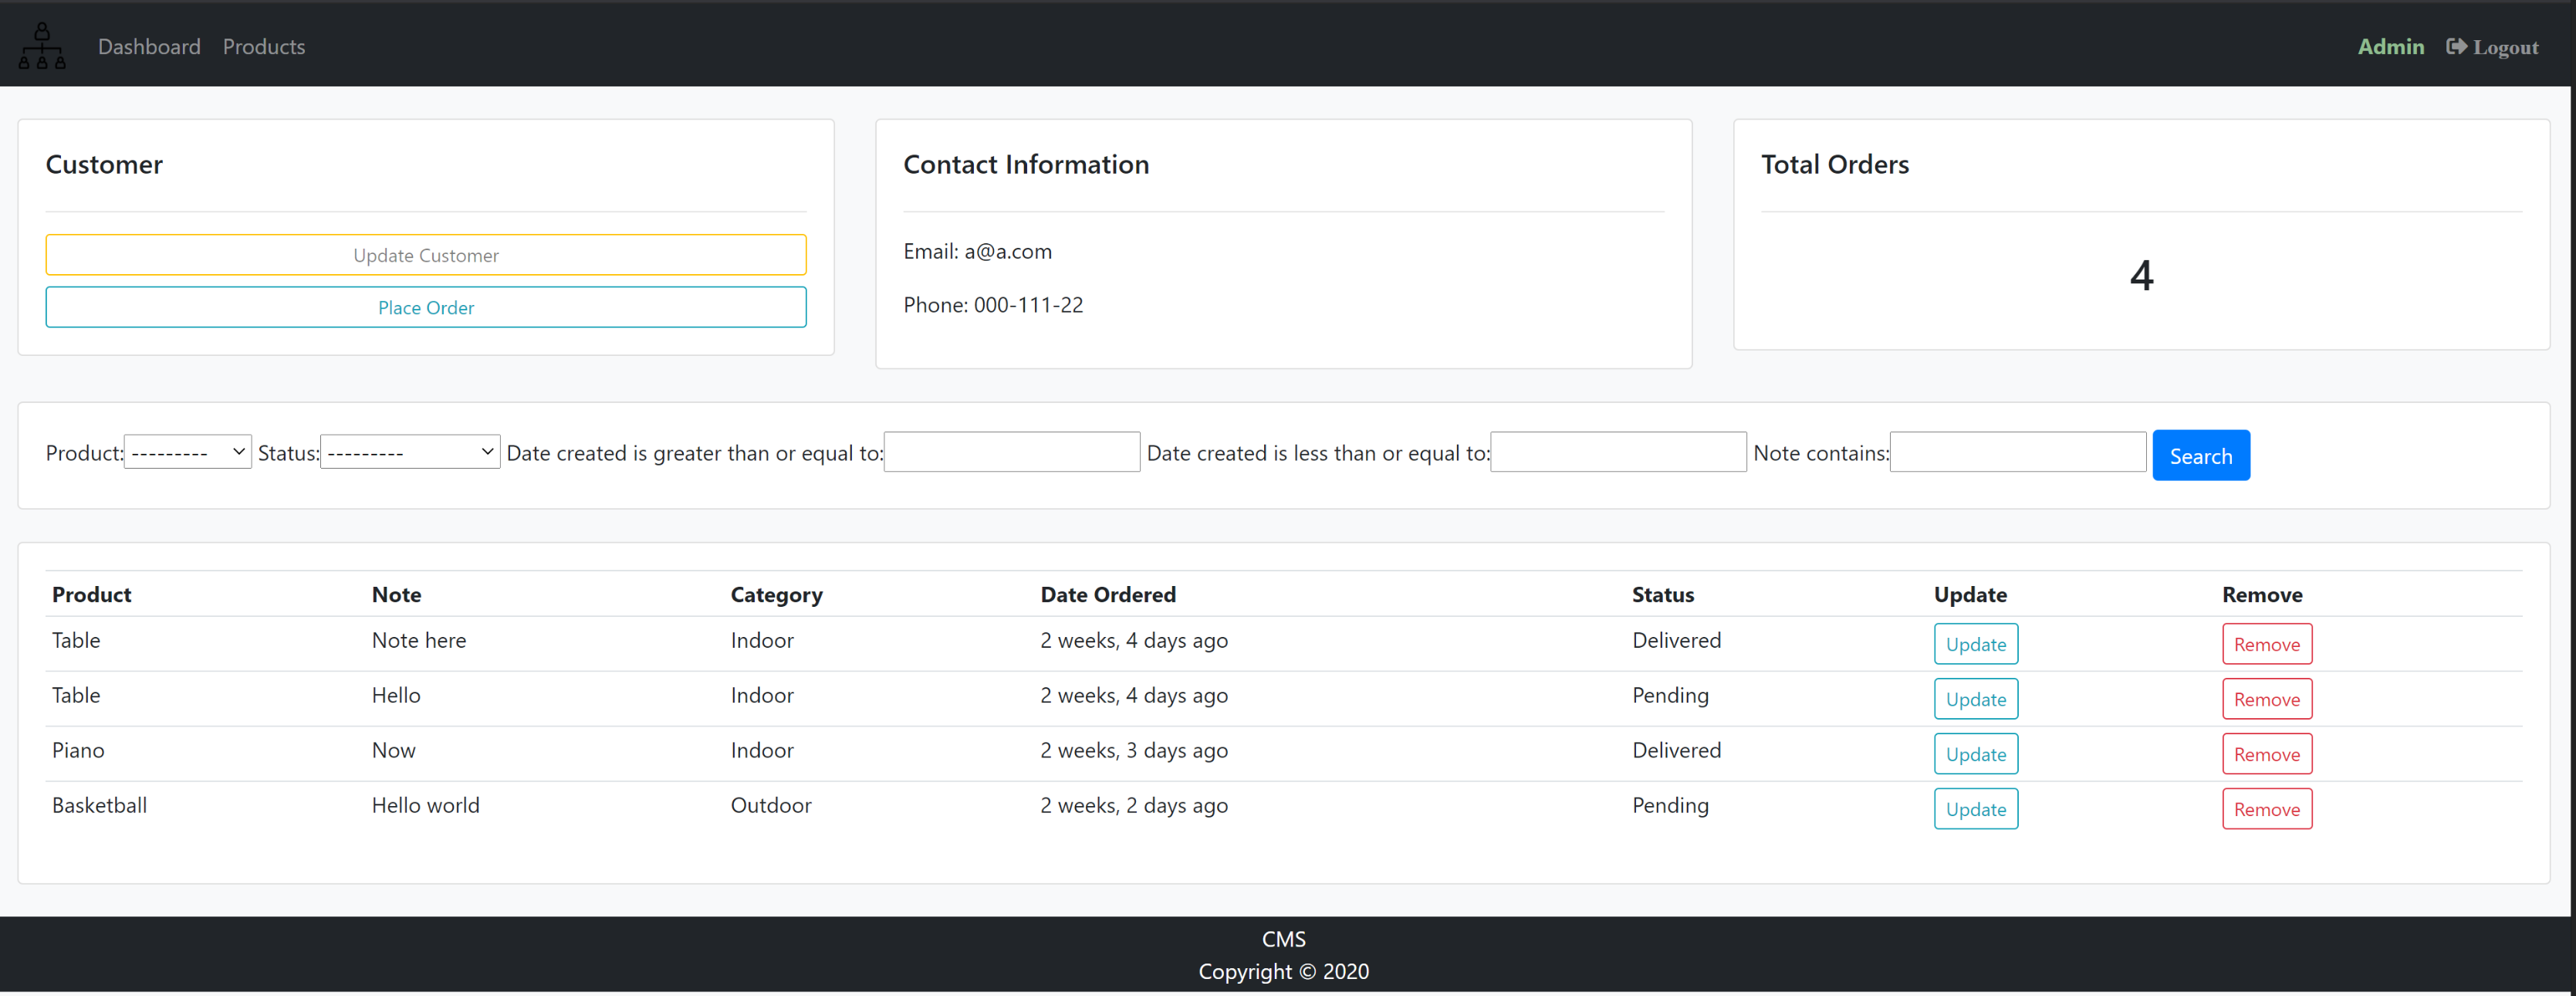 Dashboard Products Admin Logout
Customer
Update Customer
Place Order
Contact Information
Email: a@a.com
Phone: 000-111-22
Total Orders
4
Product: --------- Status: --------- Date created is greater than or equal to: Date created is less than or equal to: Note contains: Search
Product Note Category Date Ordered Status Update Remove
Table Note here Indoor 2 weeks, 4 days ago Delivered Update Remove
Table Hello Indoor 2 weeks, 4 days ago Pending Update Remove
Piano Now Indoor 2 weeks, 3 days ago Delivered Update Remove
Basketball Hello world Outdoor 2 weeks, 2 days ago Pending Update Remove
CMS
Copyright © 2020